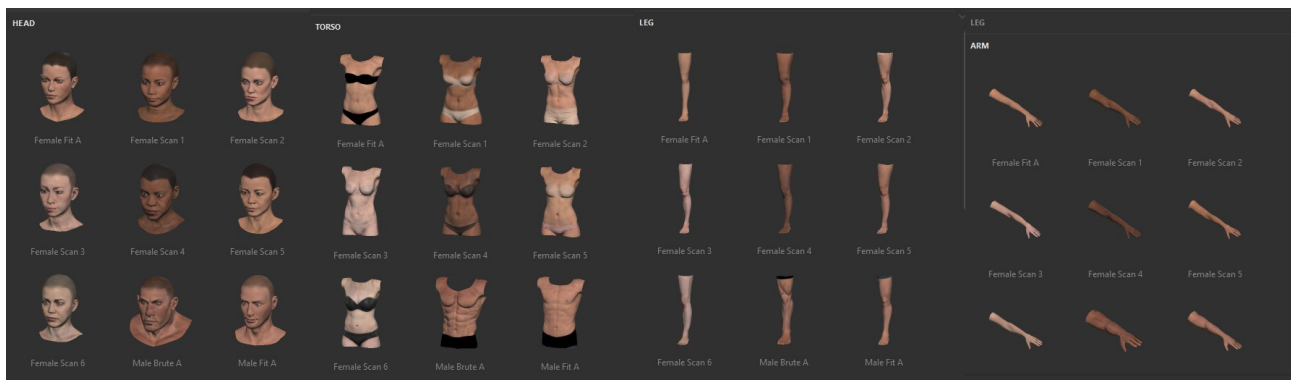 HEAD
Female Fit A Female Scan 1 Female Scan 2
Female Scan 3 Female Scan 4 Female Scan 5
Female Scan 6 Male Brute A Male Fit A
TORSO
Female Fit A Female Scan 1 Female Scan 2
Female Scan 3 Female Scan 4 Female Scan 5
Female Scan 6 Male Brute A Male Fit A
LEG
Female Fit A Female Scan 1 Female Scan 2
Female Scan 3 Female Scan 4 Female Scan 5
Female Scan 6 Male Brute A Male Fit A
LEG
ARM
Female Fit A Female Scan 1 Female Scan 2
Female Scan 3 Female Scan 4 Female Scan 5